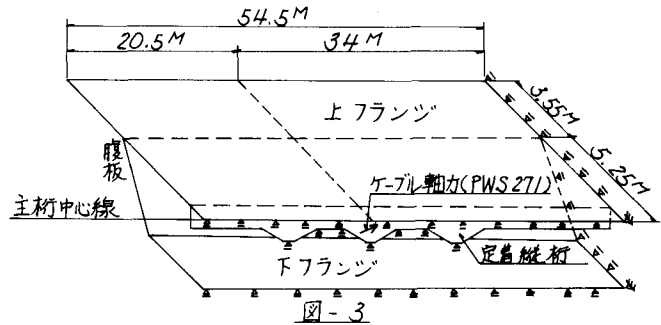 54.5M
20.5M
34M
3.55M
5.25M
上フランジ
腹板
ケーブル軸力(PWS271)
主桁中心線
定着縦桁
下フランジ
図-3